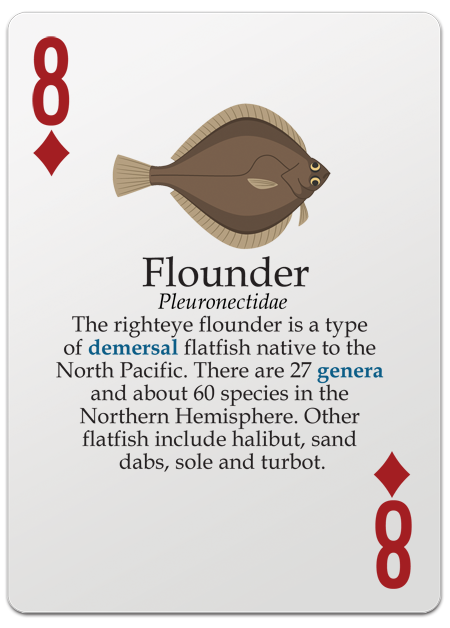 8
Flounder
Pleuronectidae
The righteye flounder is a type
of demersal flatfish native to the
North Pacific. There are 27 genera
and about 60 species in the
Northern Hemisphere. Other
flatfish include halibut, sand
dabs, sole and turbot.
8